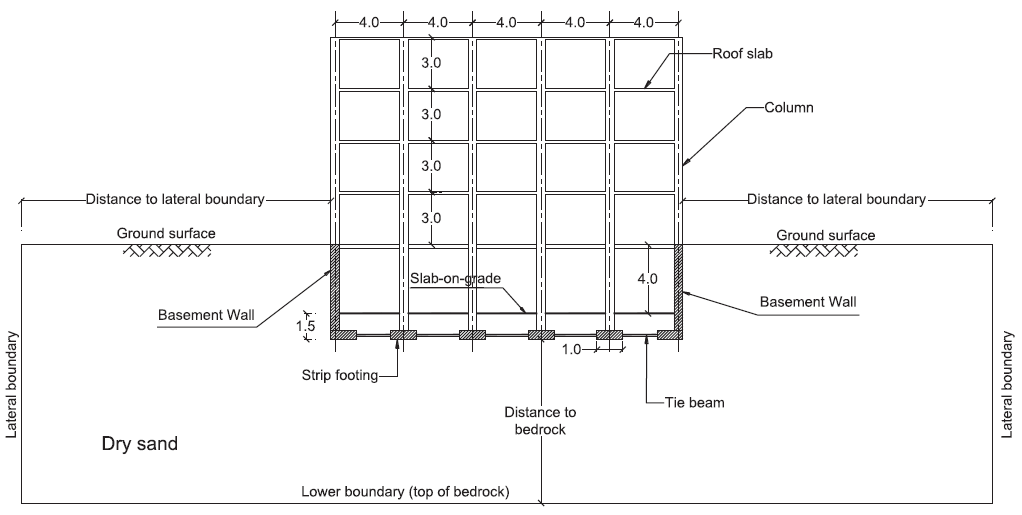 4.0 4.0 4.0 4.0 4.0
3.0
Roof slab
Column
3.0
3.0
Distance to lateral boundary
Distance to lateral boundary
3.0
Ground surface
Ground surface
Slab-on-grade
4.0
Basement Wall
Basement Wall
1.5
1.0
Strip footing
Tie beam
Lateral boundary
Lateral boundary
Distance to
bedrock
Dry sand
Lower boundary (top of bedrock)